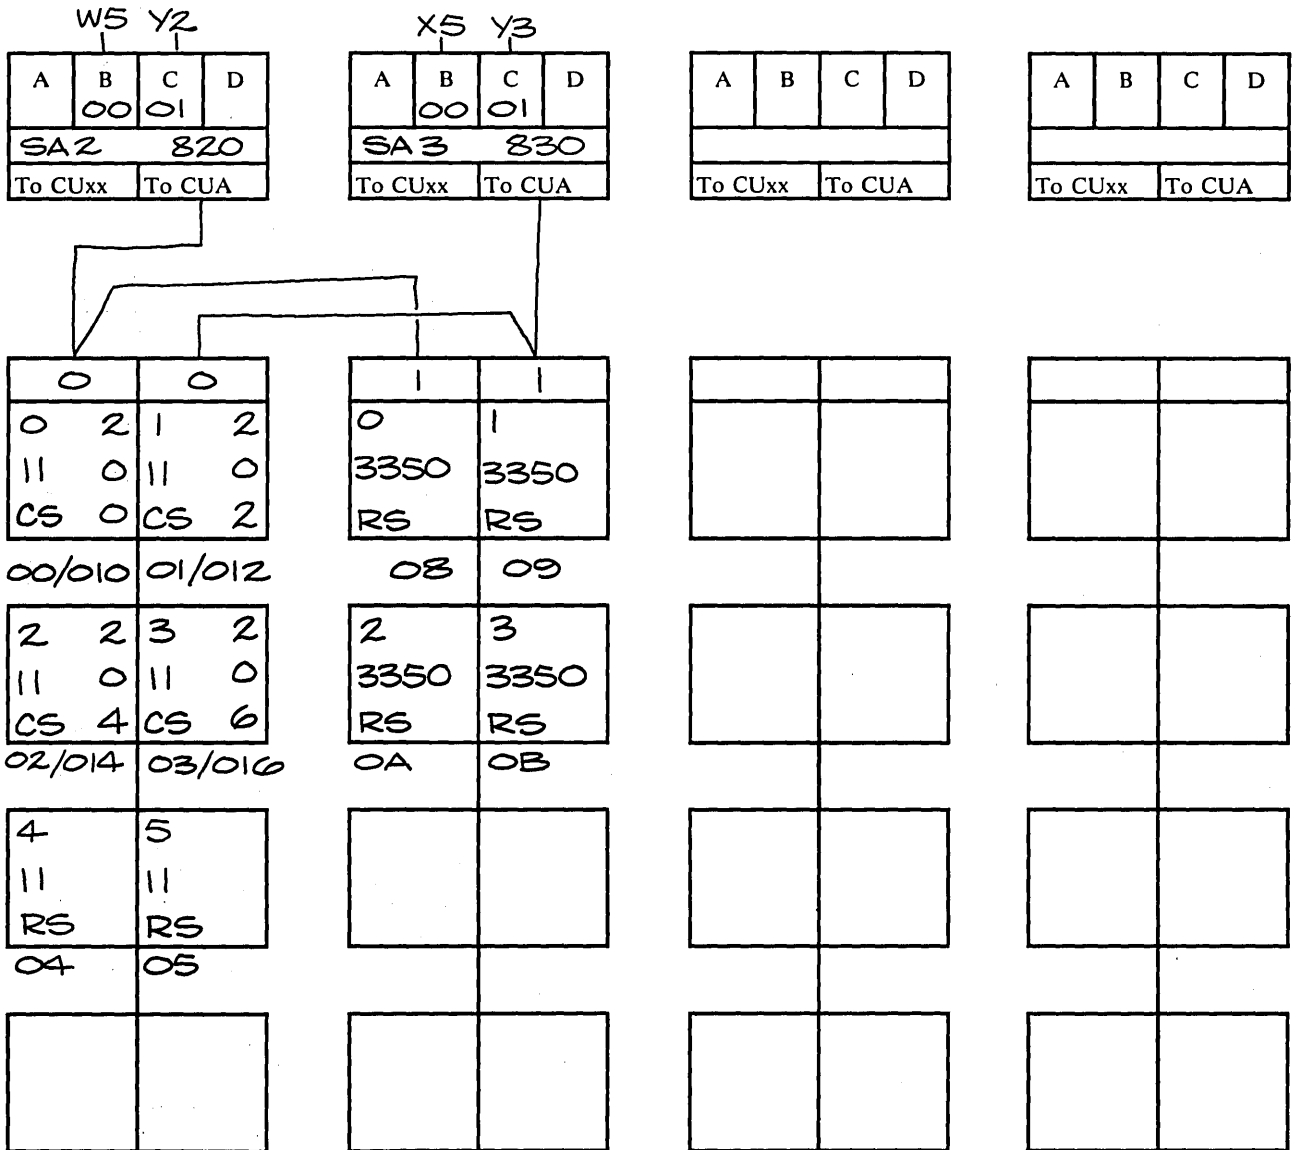 W5 Y2 X5 Y3
A B C D A B C D A B C D A B C D
00 01 00 01
SA2 820 SA3 830
To CUxx To CUA To CUxx To CUA To CUxx To CUA To CUxx To CUA
0 0 1 1
0 2 1 2 0 1
11 0 11 0 3350 3350
CS 0 CS 2 RS RS
00/010 01/012 08 09
2 2 3 2 2 3
11 0 11 0 3350 3350
CS 4 CS 6 RS RS
02/014 03/016 0A 0B
4 5
11 11
RS RS
04 05